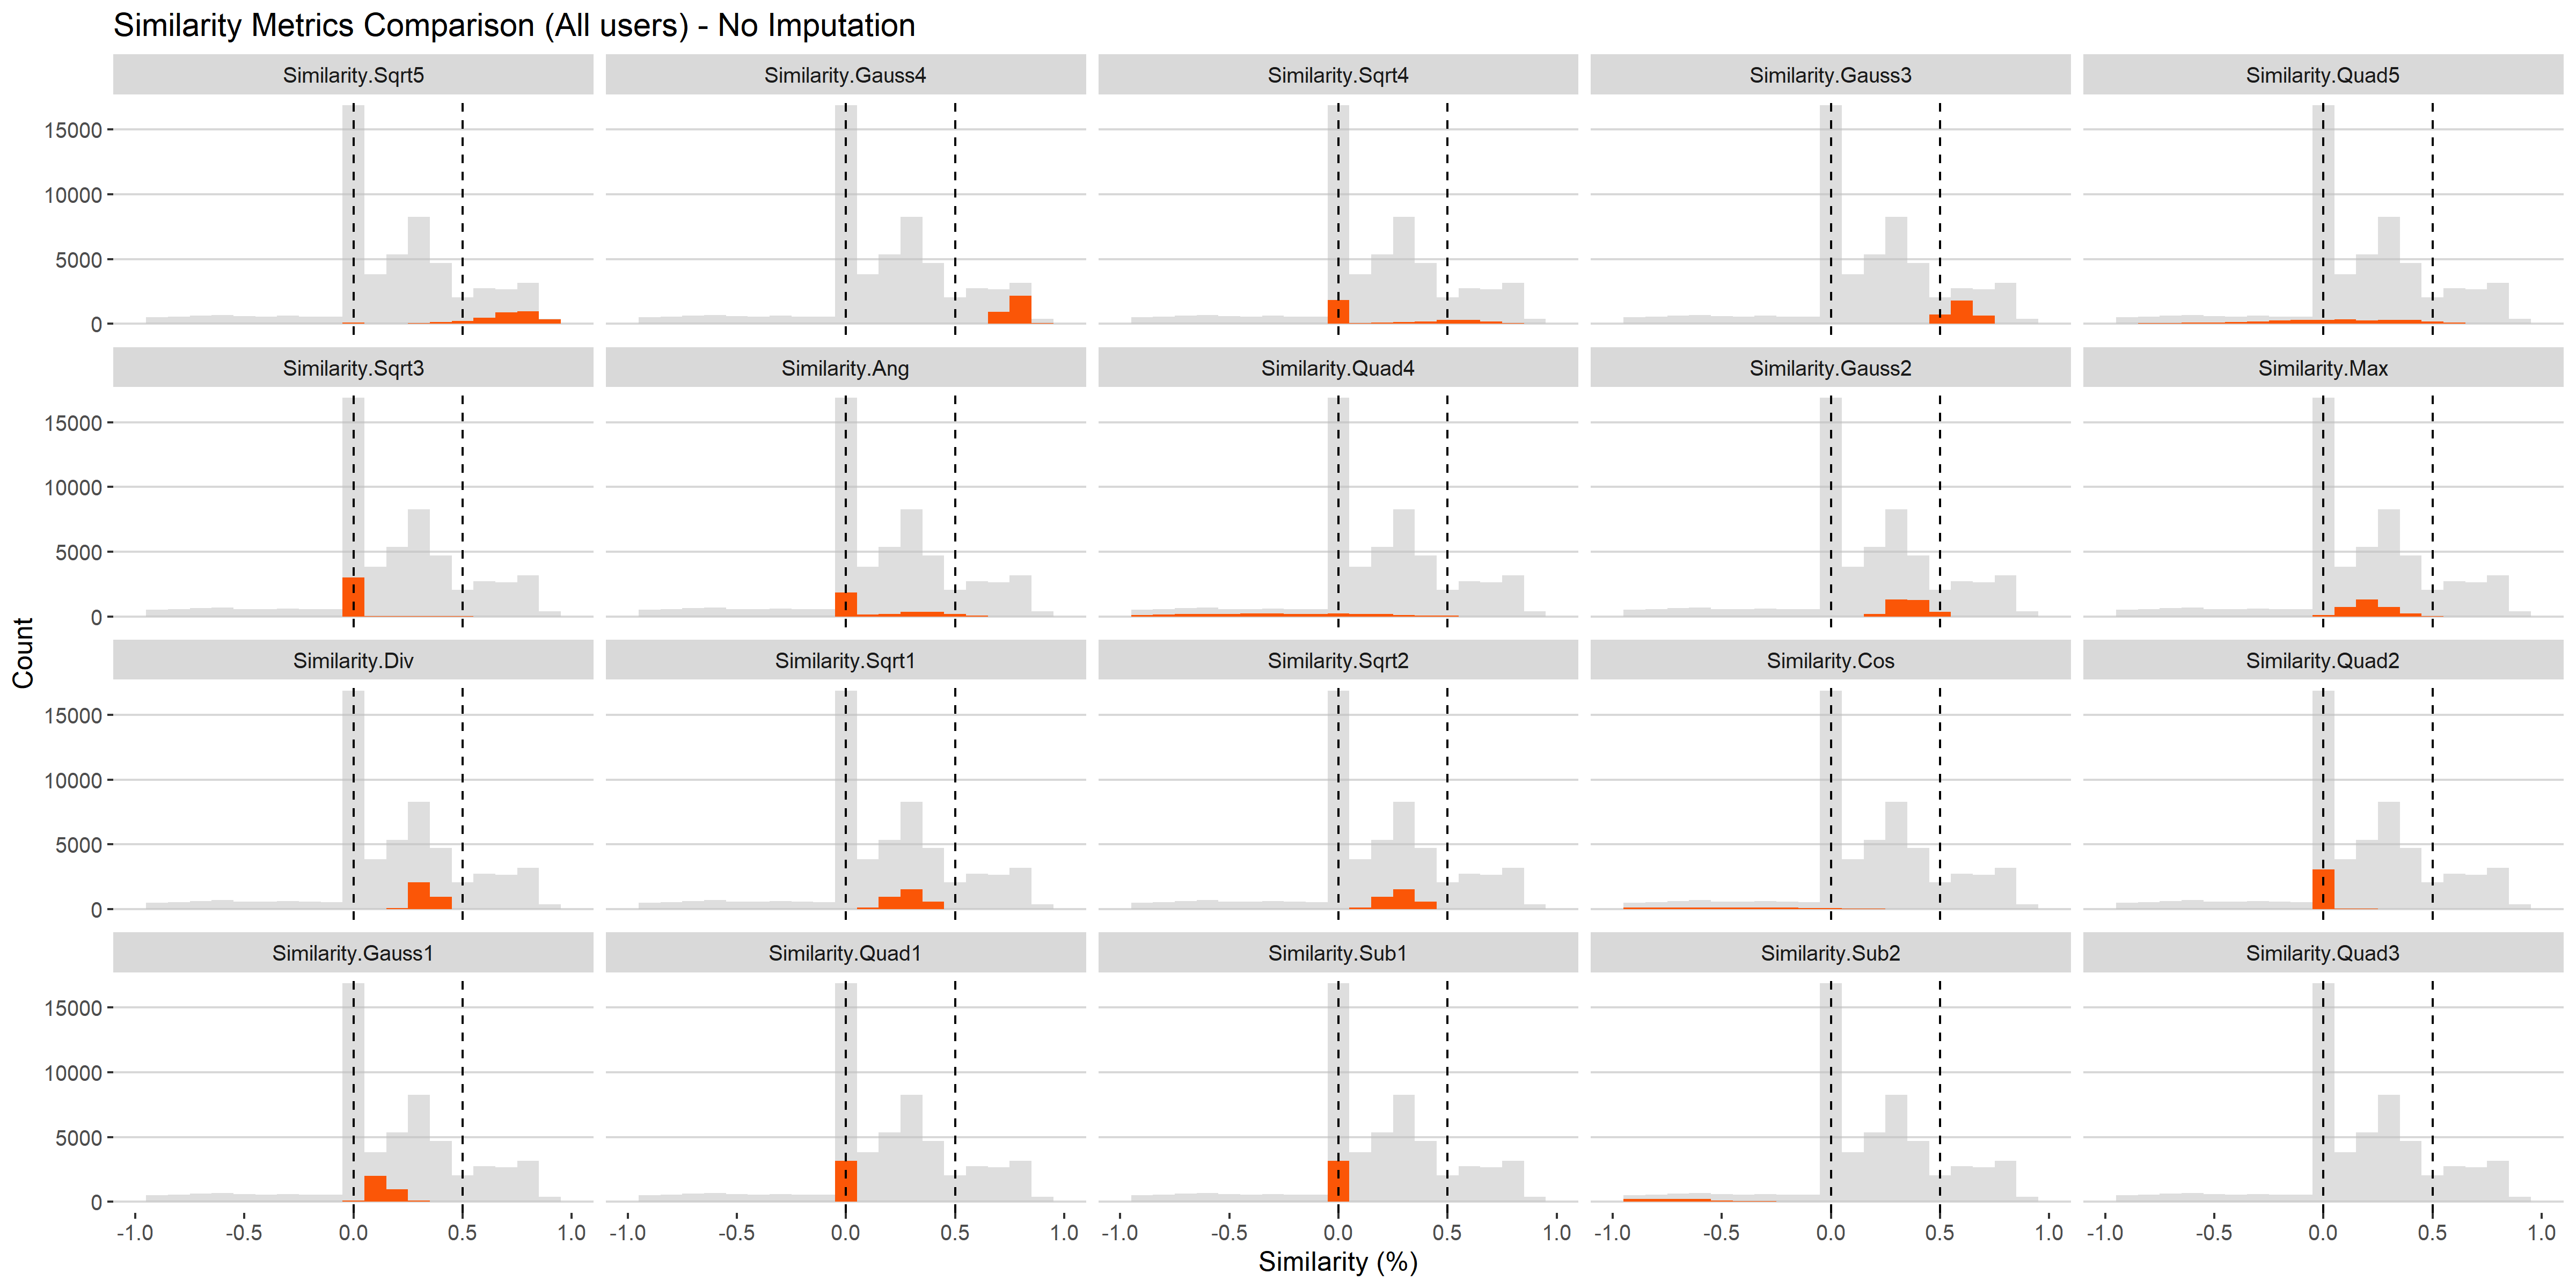 Similarity Metrics Comparison (All users) - No Imputation
Similarity.Sqrt5 Similarity.Gauss4 Similarity.Sqrt4 Similarity.Gauss3 Similarity.Quad5
15000
10000
5000
0
Similarity.Sqrt3 Similarity.Ang Similarity.Quad4 Similarity.Gauss2 Similarity.Max
15000
10000
5000
0
Count
Similarity.Div Similarity.Sqrt1 Similarity.Sqrt2 Similarity.Cos Similarity.Quad2
15000
10000
5000
0
Similarity.Gauss1 Similarity.Quad1 Similarity.Sub1 Similarity.Sub2 Similarity.Quad3
15000
10000
5000
0
-1.0 -0.5 0.0 0.5 1.0 -1.0 -0.5 0.0 0.5 1.0 -1.0 -0.5 0.0 0.5 1.0 -1.0 -0.5 0.0 0.5 1.0 -1.0 -0.5 0.0 0.5 1.0
Similarity (%)